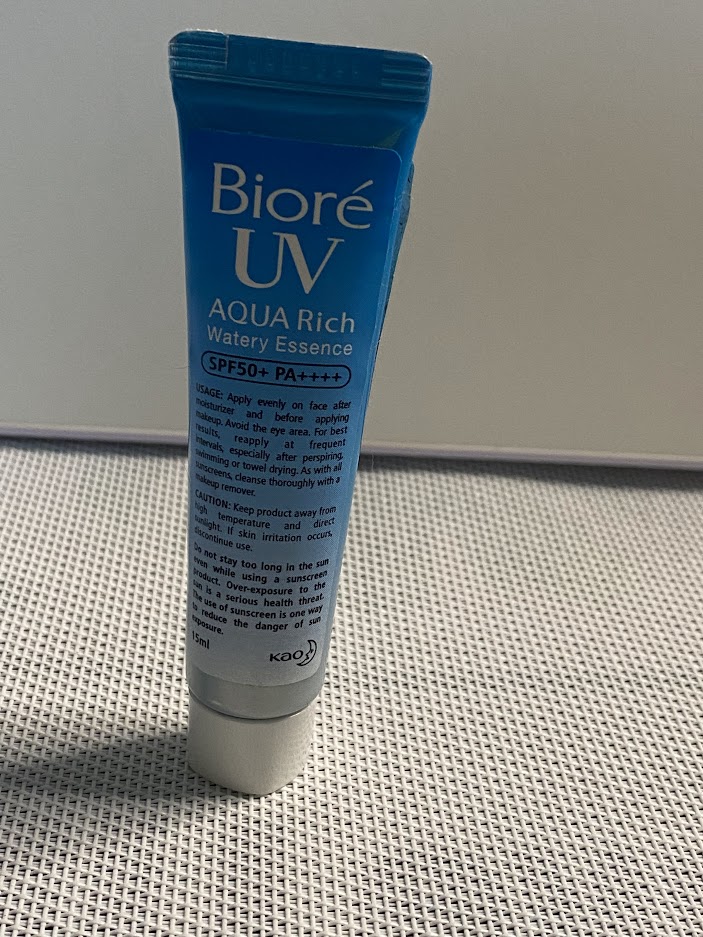 Bioré
UV
AQUA Rich
Watery Essence
SPF50+ PA++++
USAGE: Apply evenly on face after
moisturizer and before applying
makeup. Avoid the eye area. For best
results, reapply at frequent
intervals, especially after perspiring,
swimming or towel drying. As with all
sunscreens, cleanse thoroughly with a
makeup remover.
CAUTION: Keep product away from
high temperature and direct
sunlight. If skin irritation occurs,
discontinue use.
Do not stay too long in the sun
even while using a sunscreen
product. Over-exposure to the
sun is a serious health threat.
The use of sunscreen is one way
to reduce the danger of sun
exposure.
15ml
Kao